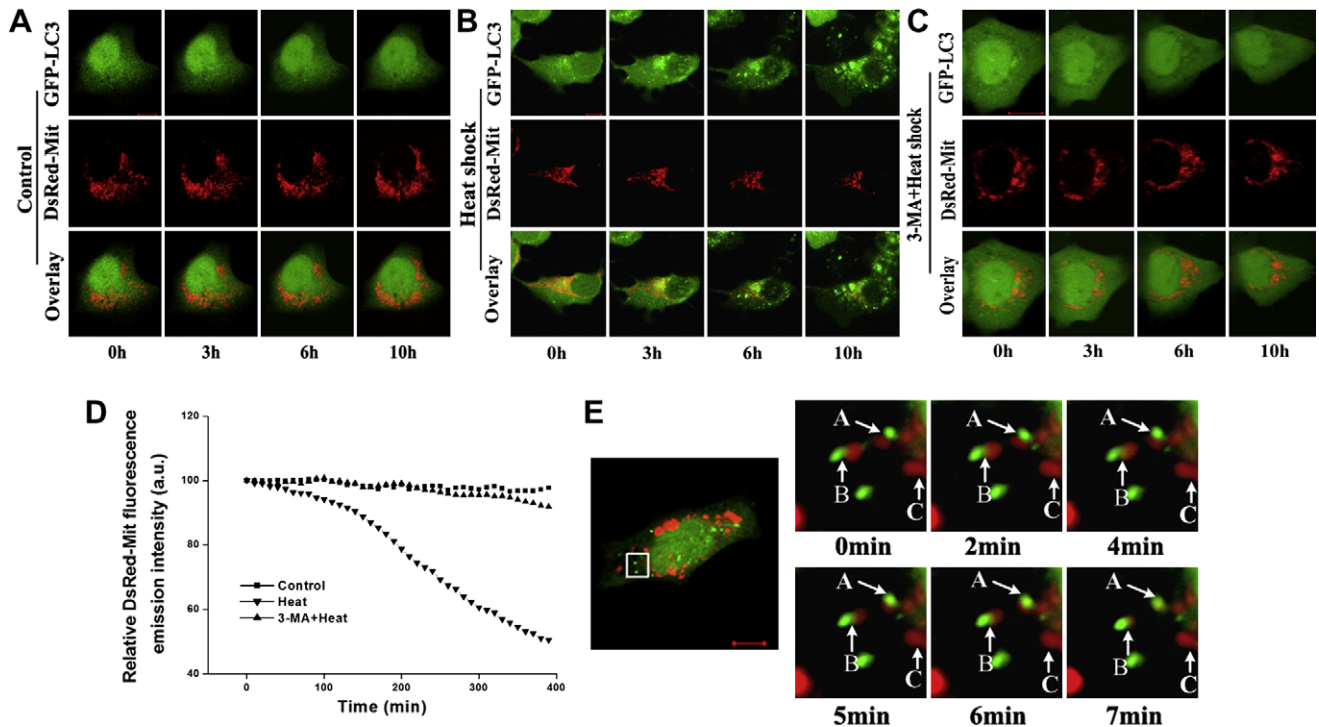 A
GFP-LC3
DsRed-Mit
Overlay
Control
0h 3h 6h 10h
B
GFP-LC3
DsRed-Mit
Overlay
Heat shock
0h 3h 6h 10h
C
GFP-LC3
DsRed-Mit
Overlay
3-MA+Heat shock
0h 3h 6h 10h
D
Relative DsRed-Mit fluorescence
emission intensity (a.u.)
120
100
80
60
40
Control
Heat
3-MA+Heat
0 100 200 300 400
Time (min)
E
A A A
B B B
C C C
0min 2min 4min
A A A
B B B
C C C
5min 6min 7min